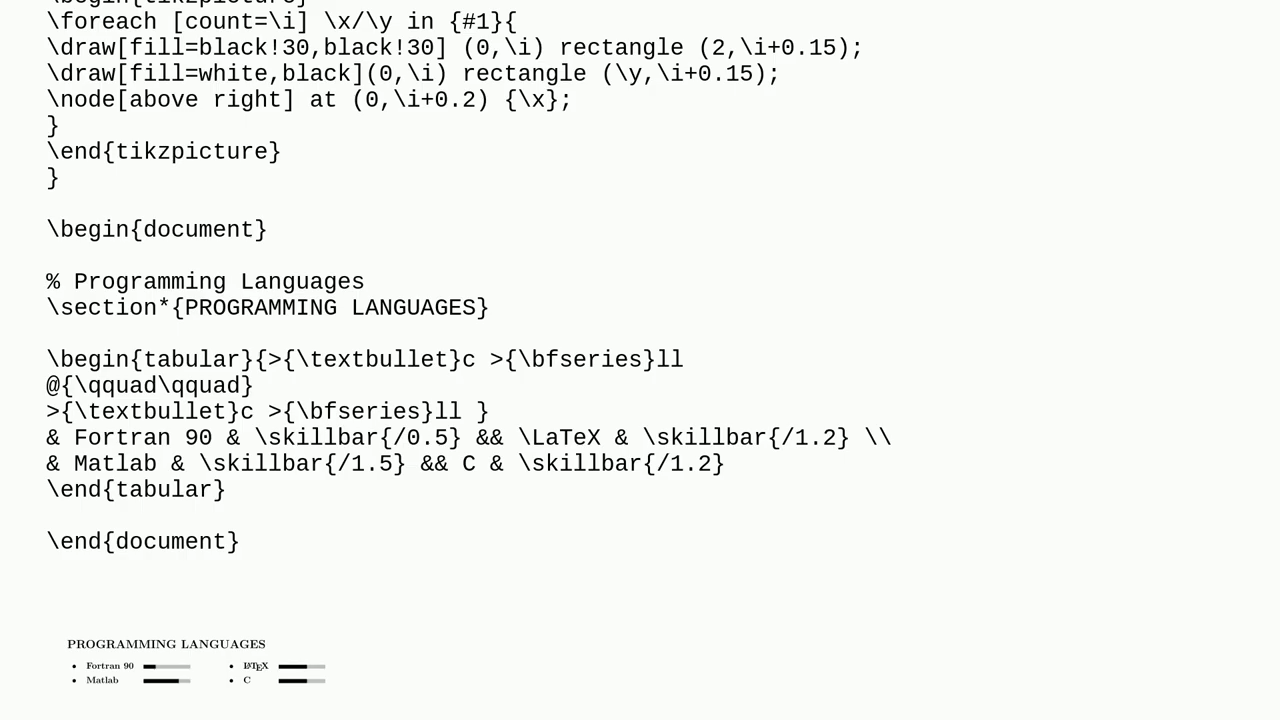 \begin{tikzpicture}
\foreach [count=\i] \x/\y in {#1}{
\draw[fill=black!30,black!30] (0,\i) rectangle (2,\i+0.15);
\draw[fill=white,black](0,\i) rectangle (\y,\i+0.15);
\node[above right] at (0,\i+0.2) {\x};
}
\end{tikzpicture}
}
\begin{document}
% Programming Languages
\section*{PROGRAMMING LANGUAGES}
\begin{tabular}{>{\textbullet}c >{\bfseries}ll
@{\qquad\qquad}
>{\textbullet}c >{\bfseries}ll }
& Fortran 90 & \skillbar{/0.5} && \LaTeX & \skillbar{/1.2} \\
& Matlab & \skillbar{/1.5} && C & \skillbar{/1.2}
\end{tabular}
\end{document}
PROGRAMMING LANGUAGES
• Fortran 90 • LATEX
• Matlab • C